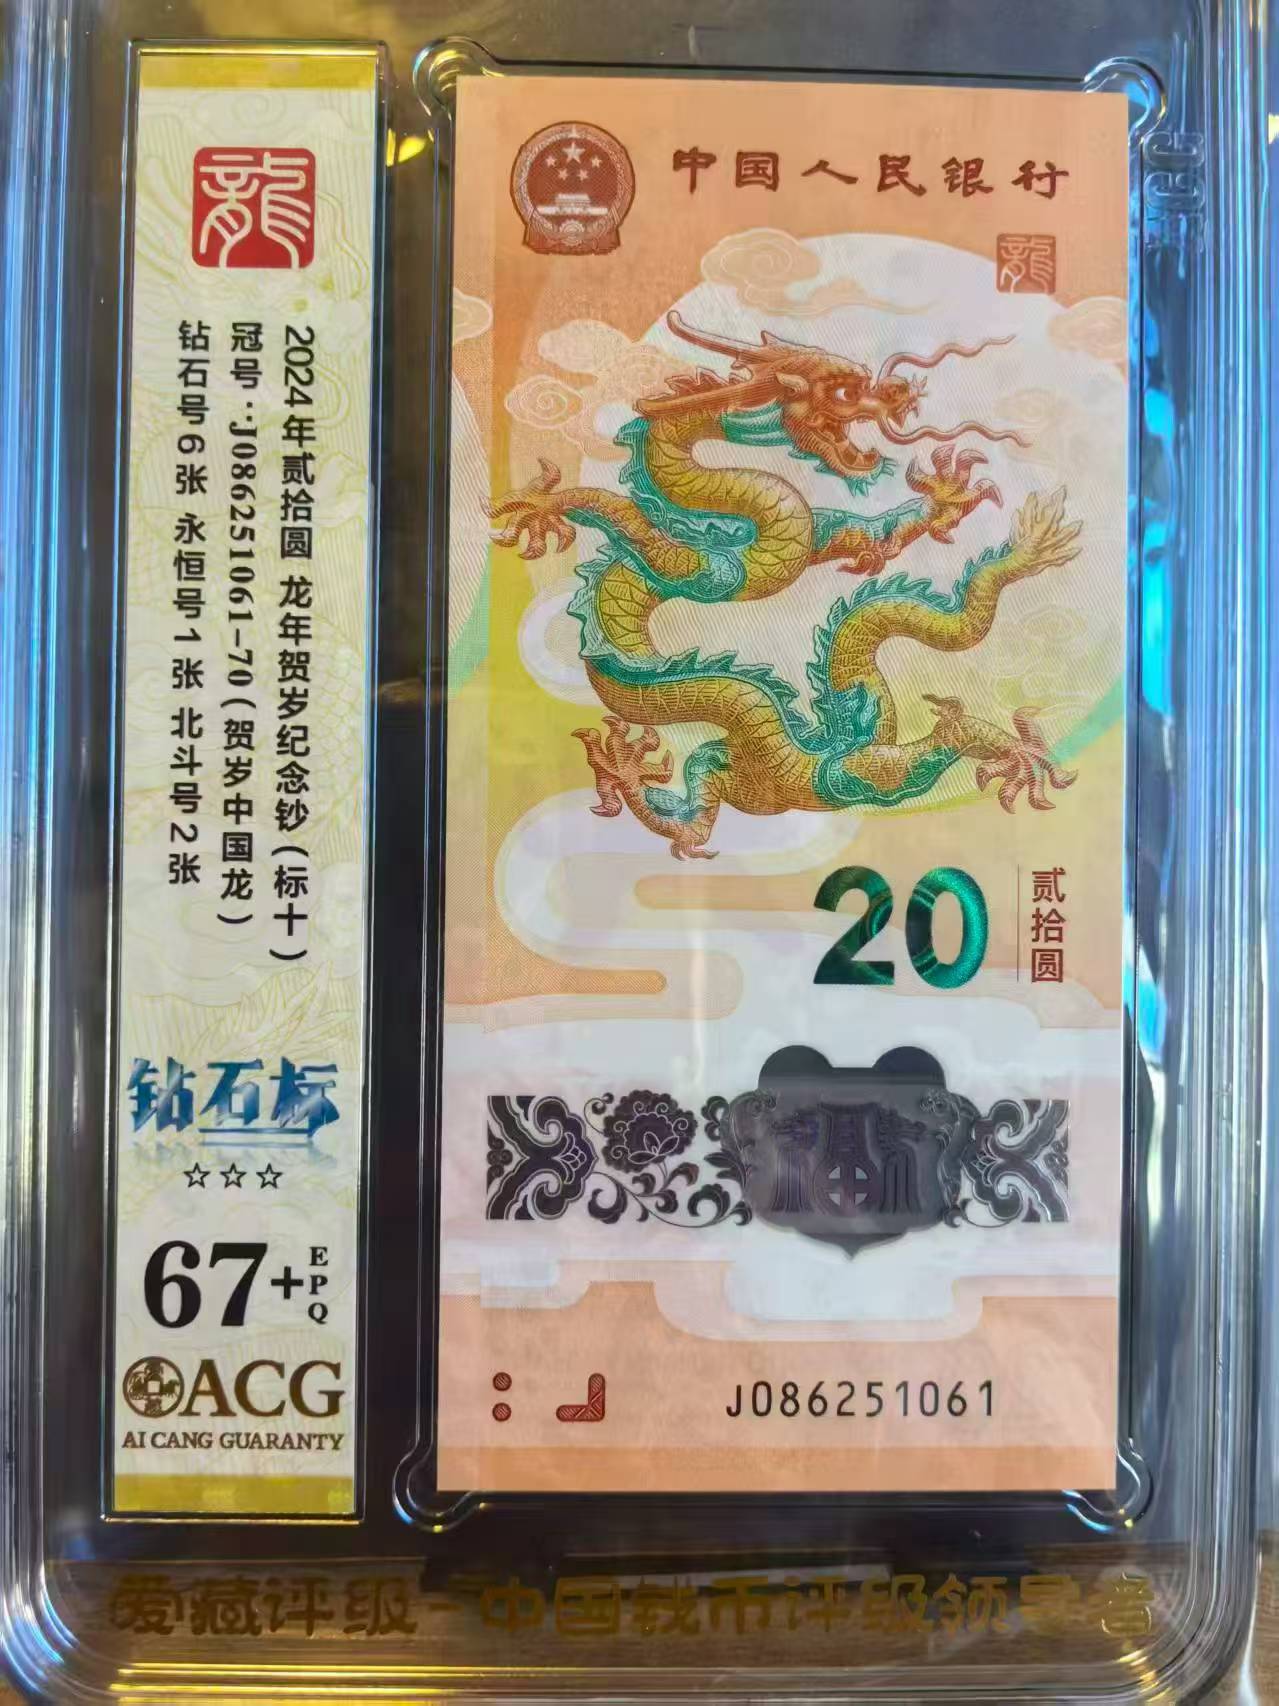 龍
2024年贰拾圆 龙年贺岁纪念钞(标十)
冠号:J086251061-70(贺岁中国龙)
钻石号6张 永恒号1张 北斗号2张
钻石标
☆☆☆
67+
EPQ
ACG
AI CANG GUARANTY
中国人民银行
龍
20
贰拾圆
福
J086251061
爱藏评级-中国钱币评级领导者